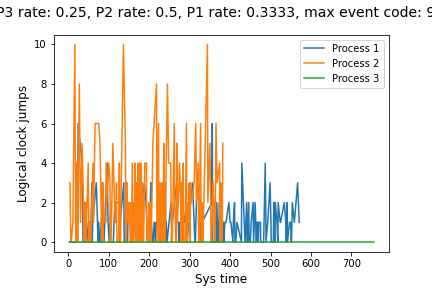 P3 rate: 0.25, P2 rate: 0.5, P1 rate: 0.3333, max event code: 9
Process 1
Process 2
Process 3
Logical clock jumps
10
8
6
4
2
0
0 100 200 300 400 500 600 700
Sys time